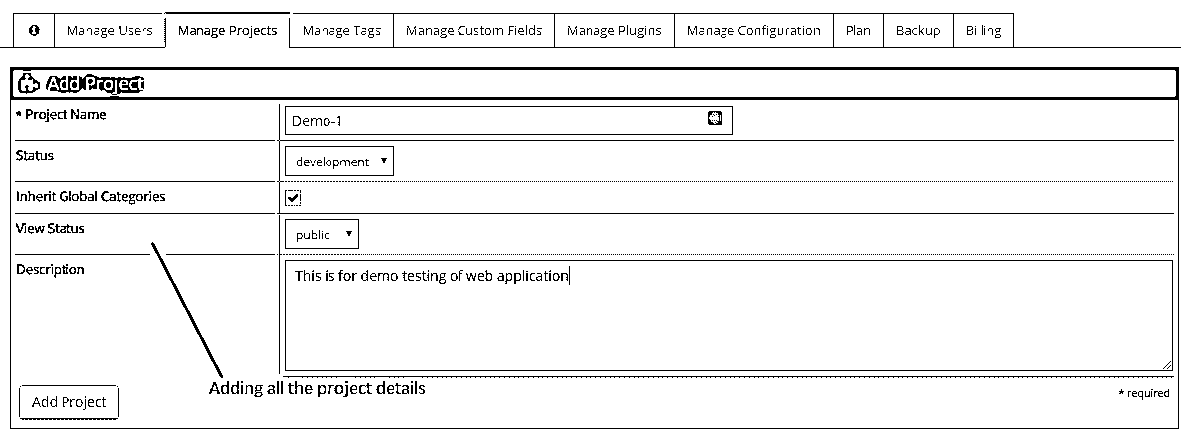 Manage Users Manage Projects Manage Tags Manage Custom Fields Manage Plugins Manage Configuration Plan Backup Billing
Add Project
* Project Name Demo-1
Status development
Inherit Global Categories
View Status public
Description This is for demo testing of web application
Adding all the project details
* required
Add Project